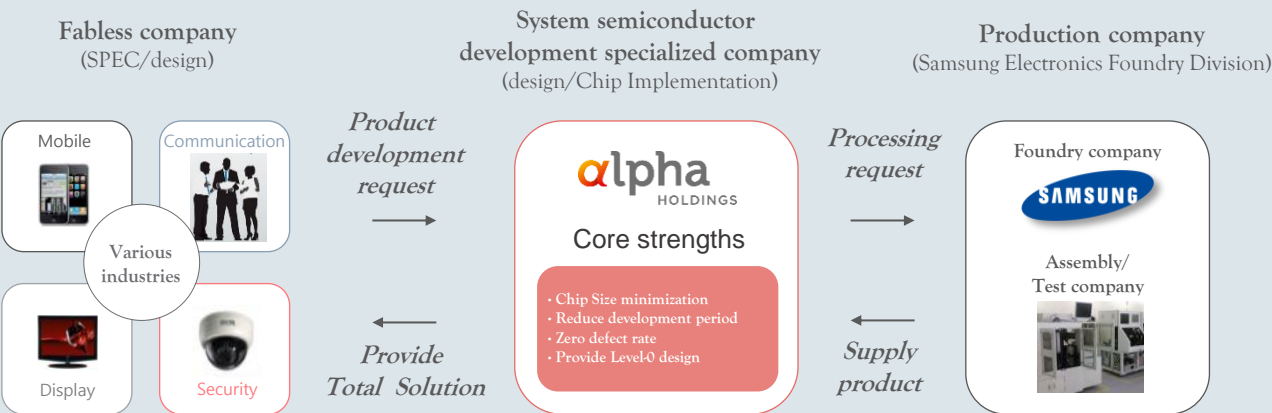 Fabless company
(SPEC/design)
System semiconductor
development specialized company
(design/Chip Implementation)
Production company
(Samsung Electronics Foundry Division)
Mobile
Communication
Various
industries
Display
Security
Product
development
request
Provide
Total Solution
alpha
HOLDINGS
Core strengths
· Chip Size minimization
· Reduce development period
· Zero defect rate
· Provide Level-0 design
Processing
request
Supply
product
Foundry company
SAMSUNG
Assembly/
Test company